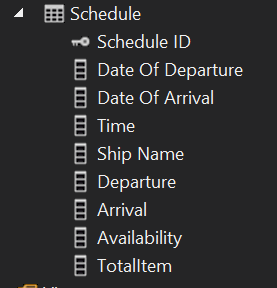 Schedule
Schedule ID
Date Of Departure
Date Of Arrival
Time
Ship Name
Departure
Arrival
Availability
TotalItem